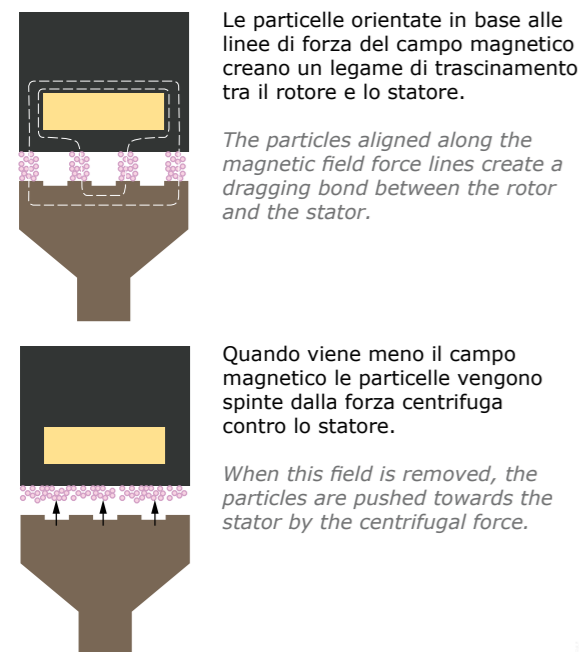 Le particelle orientate in base alle
linee di forza del campo magnetico
creano un legame di trascinamento
tra il rotore e lo statore.
The particles aligned along the
magnetic field force lines create a
dragging bond between the rotor
and the stator.
Quando viene meno il campo
magnetico le particelle vengono
spinte dalla forza centrifuga
contro lo statore.
When this field is removed, the
particles are pushed towards the
stator by the centrifugal force.